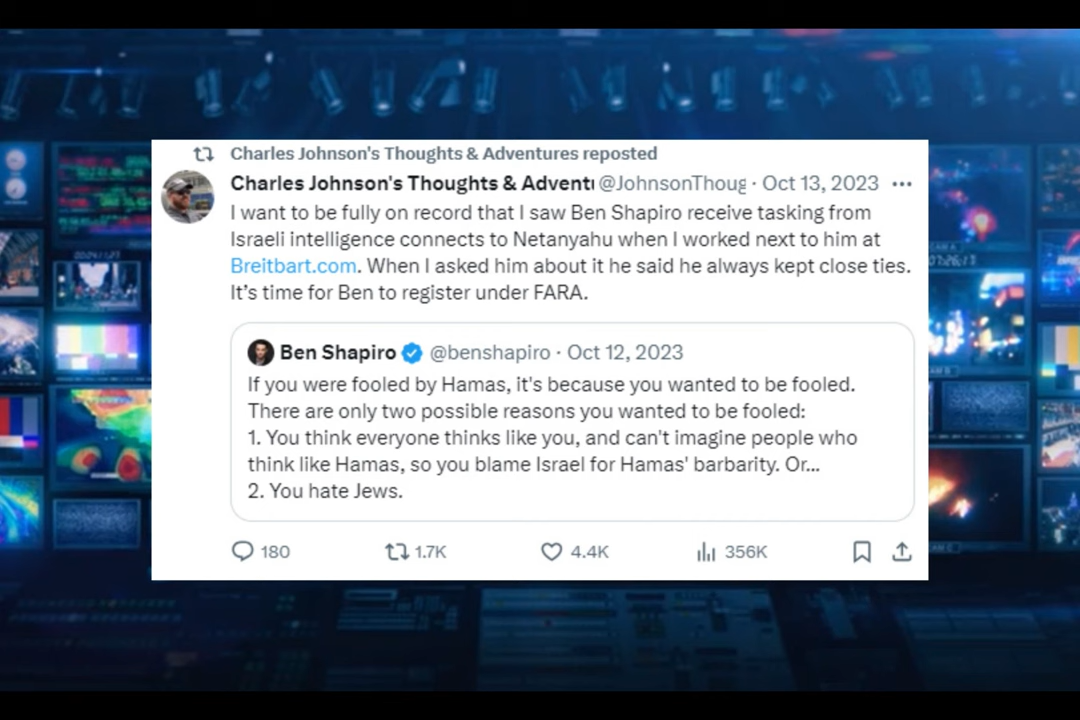 Charles Johnson's Thoughts & Adventures reposted
Charles Johnson's Thoughts & Advent @JohnsonThoug · Oct 13, 2023 ···
I want to be fully on record that I saw Ben Shapiro receive tasking from
Israeli intelligence connects to Netanyahu when I worked next to him at
Breitbart.com. When I asked him about it he said he always kept close ties.
It's time for Ben to register under FARA.
Ben Shapiro @benshapiro · Oct 12, 2023
If you were fooled by Hamas, it's because you wanted to be fooled.
There are only two possible reasons you wanted to be fooled:
1. You think everyone thinks like you, and can't imagine people who
think like Hamas, so you blame Israel for Hamas' barbarity. Or...
2. You hate Jews.
180 1.7K 4.4K 356K